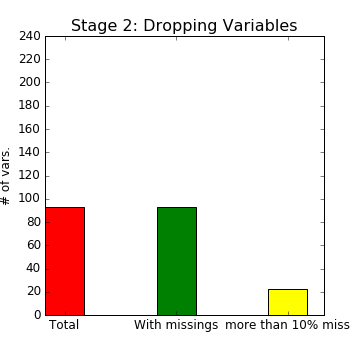 Stage 2: Dropping Variables
# of vars.
240
220
200
180
160
140
120
100
80
60
40
20
0
Total
With missings
more than 10% miss